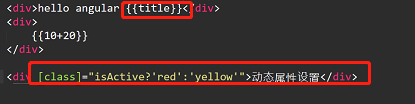 <div>hello angular {{title}}</div>
<div>
{{10+20}}
</div>
<div [class]="isActive?'red':'yellow'">动态属性设置</div>